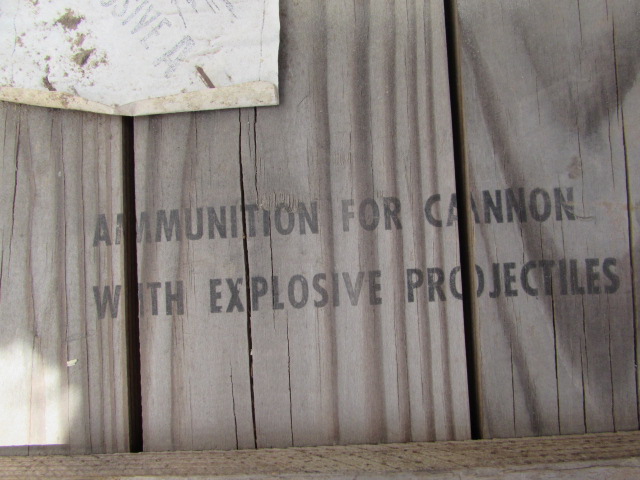 AMMUNITION FOR CANNON
WITH EXPLOSIVE PROJECTILES